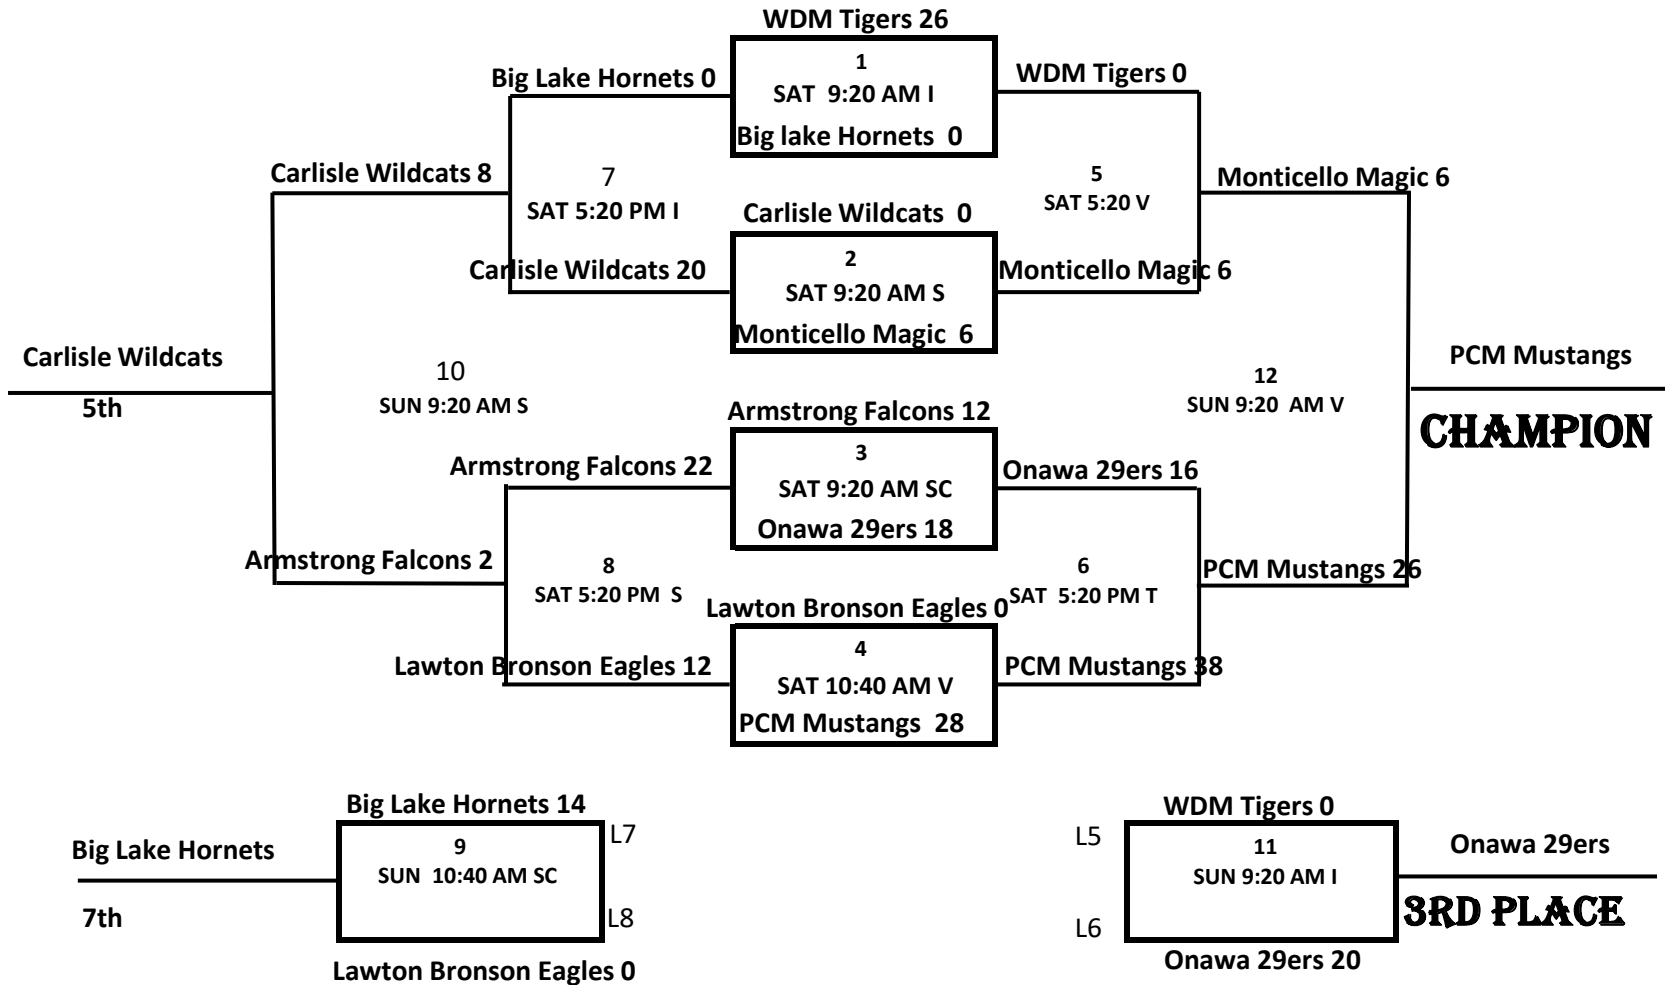 WDM Tigers 26
1
SAT  9:20 AM I
Big lake Hornets  0
Big Lake Hornets 0
WDM Tigers 0
Carlisle Wildcats 8
7
SAT 5:20 PM I
5
SAT 5:20 V
Monticello Magic 6
Carlisle Wildcats  0
2
SAT 9:20 AM S
Monticello Magic  6
Carlisle Wildcats 20
Monticello Magic 6
Carlisle Wildcats
5th
10
SUN 9:20 AM S
12
SUN 9:20  AM V
PCM Mustangs
CHAMPION
Armstrong Falcons 12
3
SAT 9:20 AM SC
Onawa 29ers 18
Armstrong Falcons 22
Onawa 29ers 16
Armstrong Falcons 2
8
SAT 5:20 PM  S
6
SAT  5:20 PM T
PCM Mustangs 26
Lawton Bronson Eagles 0
4
SAT 10:40 AM V
PCM Mustangs  28
Lawton Bronson Eagles 12
PCM Mustangs 38
Big Lake Hornets 14
Big Lake Hornets
7th
9
SUN  10:40 AM SC
L7
L8
Lawton Bronson Eagles 0
WDM Tigers 0
L5
L6
11
SUN 9:20 AM I
Onawa 29ers
3RD PLACE
Onawa 29ers 20